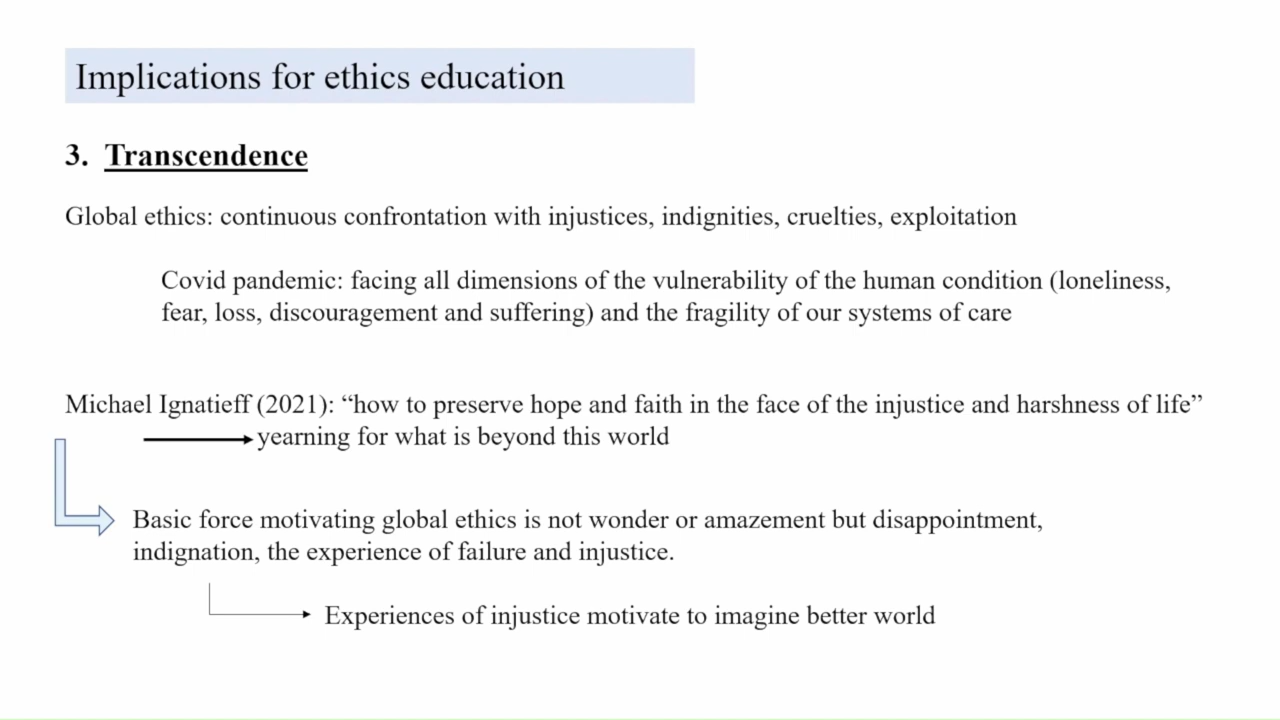 Implications for ethics education
3. Transcendence
Global ethics: continuous confrontation with injustices, indignities, cruelties, exploitation
Covid pandemic: facing all dimensions of the vulnerability of the human condition (loneliness,
fear, loss, discouragement and suffering) and the fragility of our systems of care
Michael Ignatieff (2021): “how to preserve hope and faith in the face of the injustice and harshness of life”
yearning for what is beyond this world
Basic force motivating global ethics is not wonder or amazement but disappointment,
indignation, the experience of failure and injustice.
Experiences of injustice motivate to imagine better world